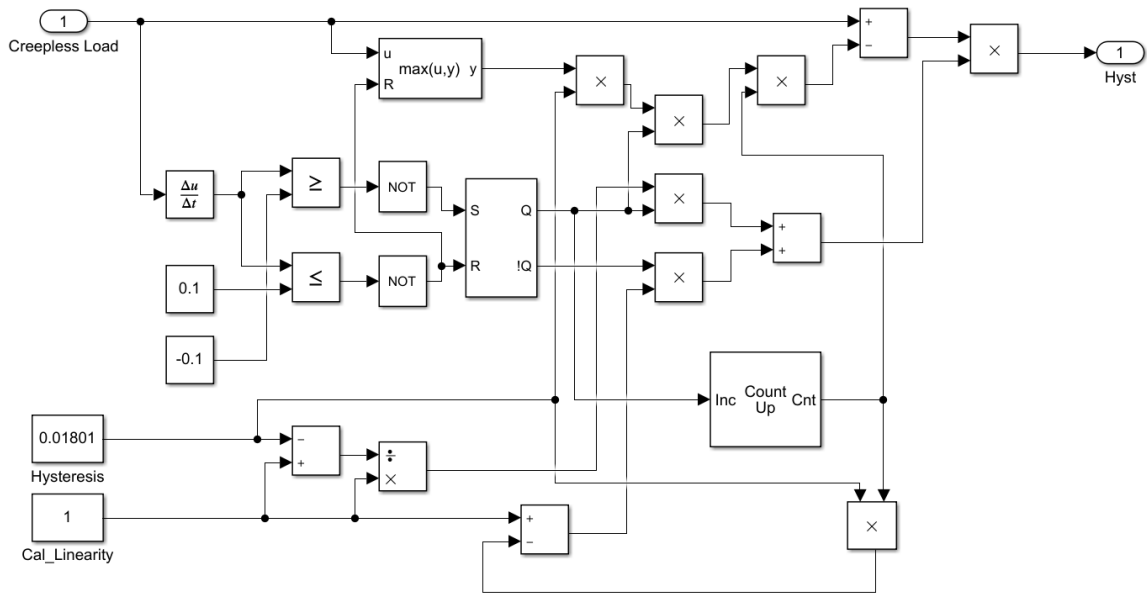 1
Creepless Load
u
max(u,y) y
R
×
×
×
+
−
×
1
Hyst
Δu
Δt
≥
NOT
S Q
R !Q
×
+
+
0.1
≤
NOT
×
-0.1
Inc Count Up Cnt
0.01801
Hysteresis
−
+
÷
×
1
Cal_Linearity
+
−
×